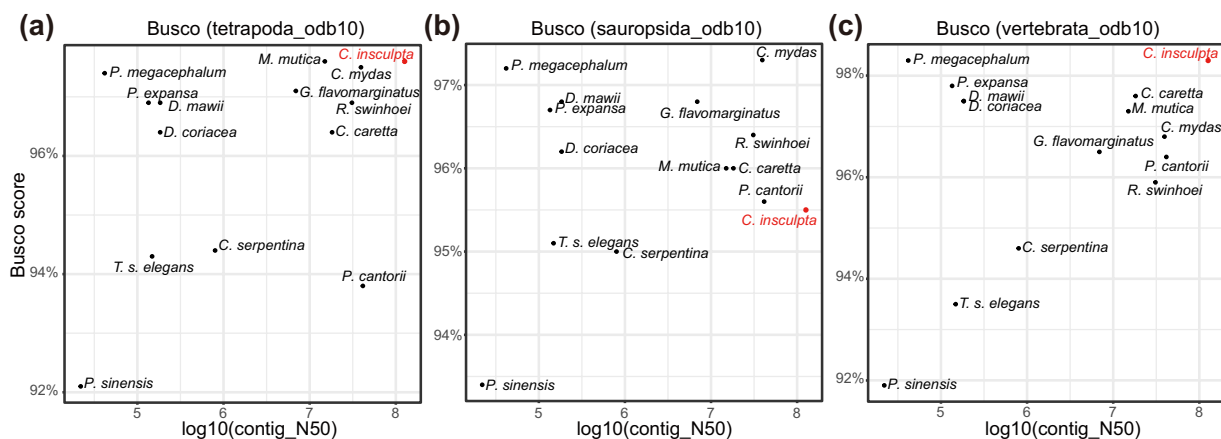 (a)
Busco (tetrapoda_odb10)
Busco score
96%
94%
92%
M. mutica
C. insculpta
P. megacephalum
C. mydas
P. expansa
G. flavomarginatus
D. mawii
R. swinhoei
D. coriacea
C. caretta
C. serpentina
T. s. elegans
P. cantorii
P. sinensis
5 6 7 8
log10(contig_N50)
(b)
Busco (sauropsida_odb10)
97%
96%
95%
94%
C. mydas
P. megacephalum
D. mawii
P. expansa
G. flavomarginatus
D. coriacea
R. swinhoei
M. mutica
C. caretta
P. cantorii
C. insculpta
T. s. elegans
C. serpentina
P. sinensis
5 6 7 8
log10(contig_N50)
(c)
Busco (vertebrata_odb10)
98%
96%
94%
92%
C. insculpta
P. megacephalum
P. expansa
D. mawii
D. coriacea
C. caretta
M. mutica
C. mydas
G. flavomarginatus
P. cantorii
R. swinhoei
C. serpentina
T. s. elegans
P. sinensis
5 6 7 8
log10(contig_N50)